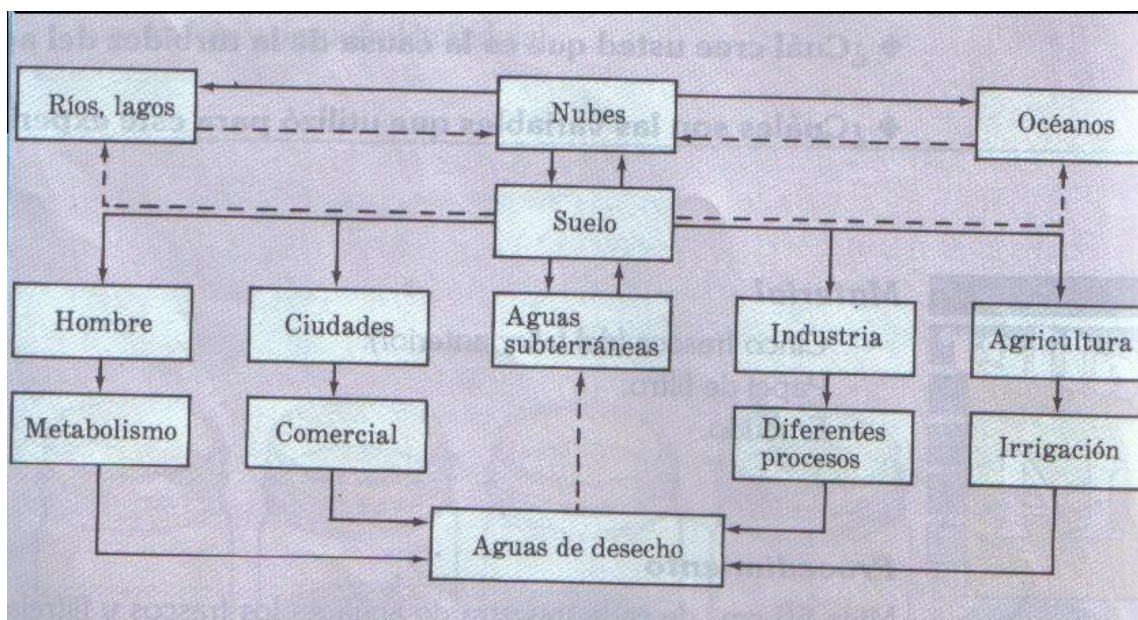 Ríos, lagos
Nubes
Océanos
Suelo
Hombre
Ciudades
Aguas
subterráneas
Industria
Agricultura
Metabolismo
Comercial
Diferentes
procesos
Irrigación
Aguas de desecho